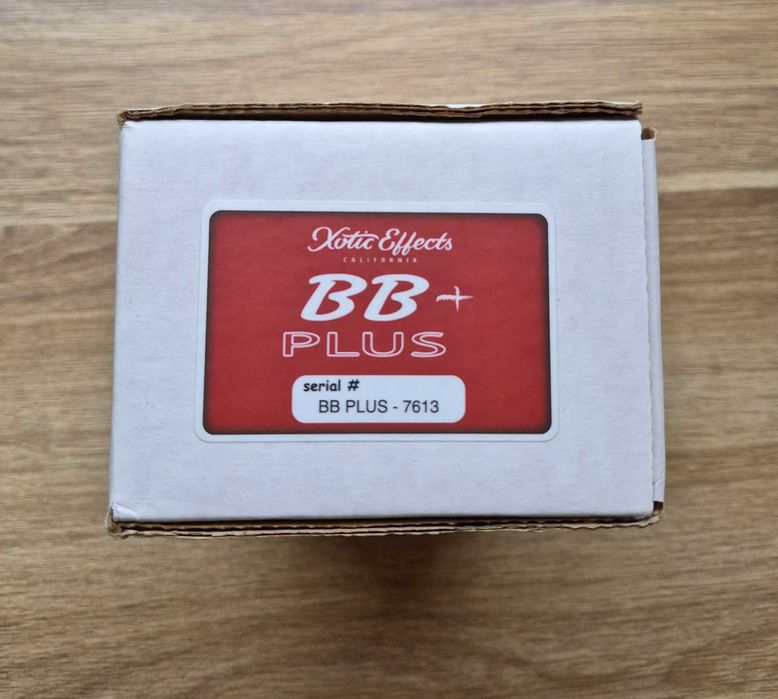 Xotic Effects
CALIFORNIA
BB+
PLUS
serial #
BB PLUS - 7613